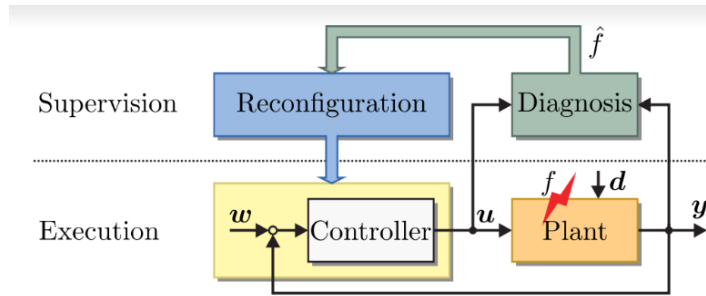 f̂
Supervision
Reconfiguration
Diagnosis
f
d
w
u
y
Execution
Controller
Plant